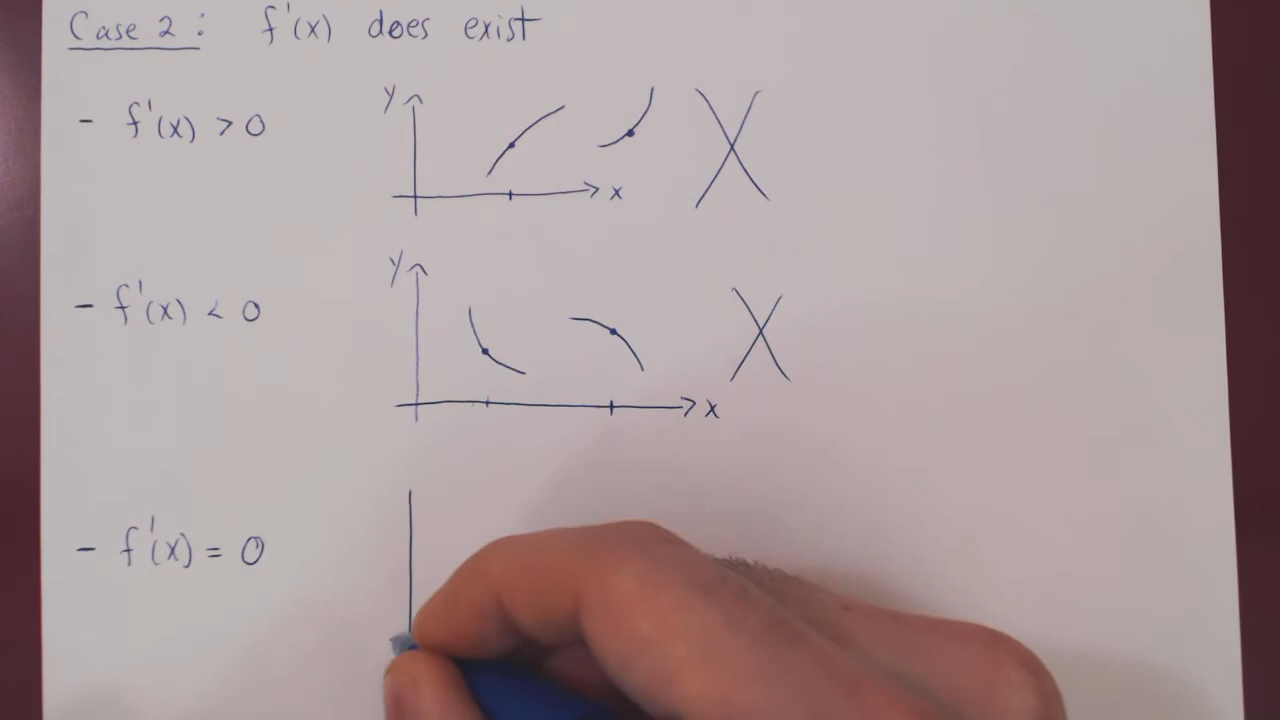 Case 2: f'(x) does exist
- f'(x) > 0
y
x
- f'(x) < 0
y
x
- f'(x) = 0